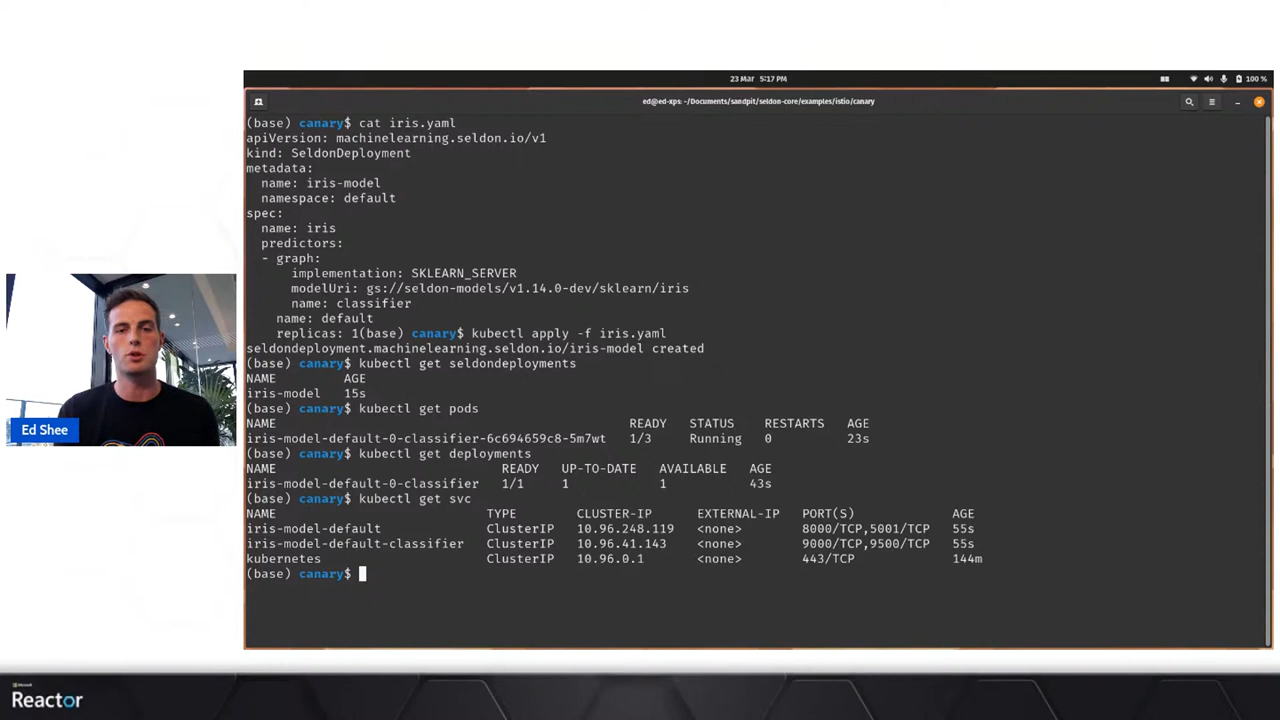 23 Mar 5:17 PM
100 %
ed@ed-xps: ~/Documents/sandpit/seldon-core/examples/istio/canary
(base) canary$ cat iris.yaml
apiVersion: machinelearning.seldon.io/v1
kind: SeldonDeployment
metadata:
  name: iris-model
  namespace: default
spec:
  name: iris
  predictors:
  - graph:
      implementation: SKLEARN_SERVER
      modelUri: gs://seldon-models/v1.14.0-dev/sklearn/iris
      name: classifier
    name: default
    replicas: 1(base) canary$ kubectl apply -f iris.yaml
seldondeployment.machinelearning.seldon.io/iris-model created
(base) canary$ kubectl get seldondeployments
NAME         AGE
iris-model   15s
(base) canary$ kubectl get pods
NAME                                               READY   STATUS    RESTARTS   AGE
iris-model-default-0-classifier-6c694659c8-5m7wt   1/3     Running   0          23s
(base) canary$ kubectl get deployments
NAME                              READY   UP-TO-DATE   AVAILABLE   AGE
iris-model-default-0-classifier   1/1     1            1           43s
(base) canary$ kubectl get svc
NAME                            TYPE        CLUSTER-IP      EXTERNAL-IP   PORT(S)             AGE
iris-model-default              ClusterIP   10.96.248.119   <none>        8000/TCP,5001/TCP   55s
iris-model-default-classifier   ClusterIP   10.96.41.143    <none>        9000/TCP,9500/TCP   55s
kubernetes                      ClusterIP   10.96.0.1       <none>        443/TCP             144m
(base) canary$
Ed Shee
Microsoft
Reactor